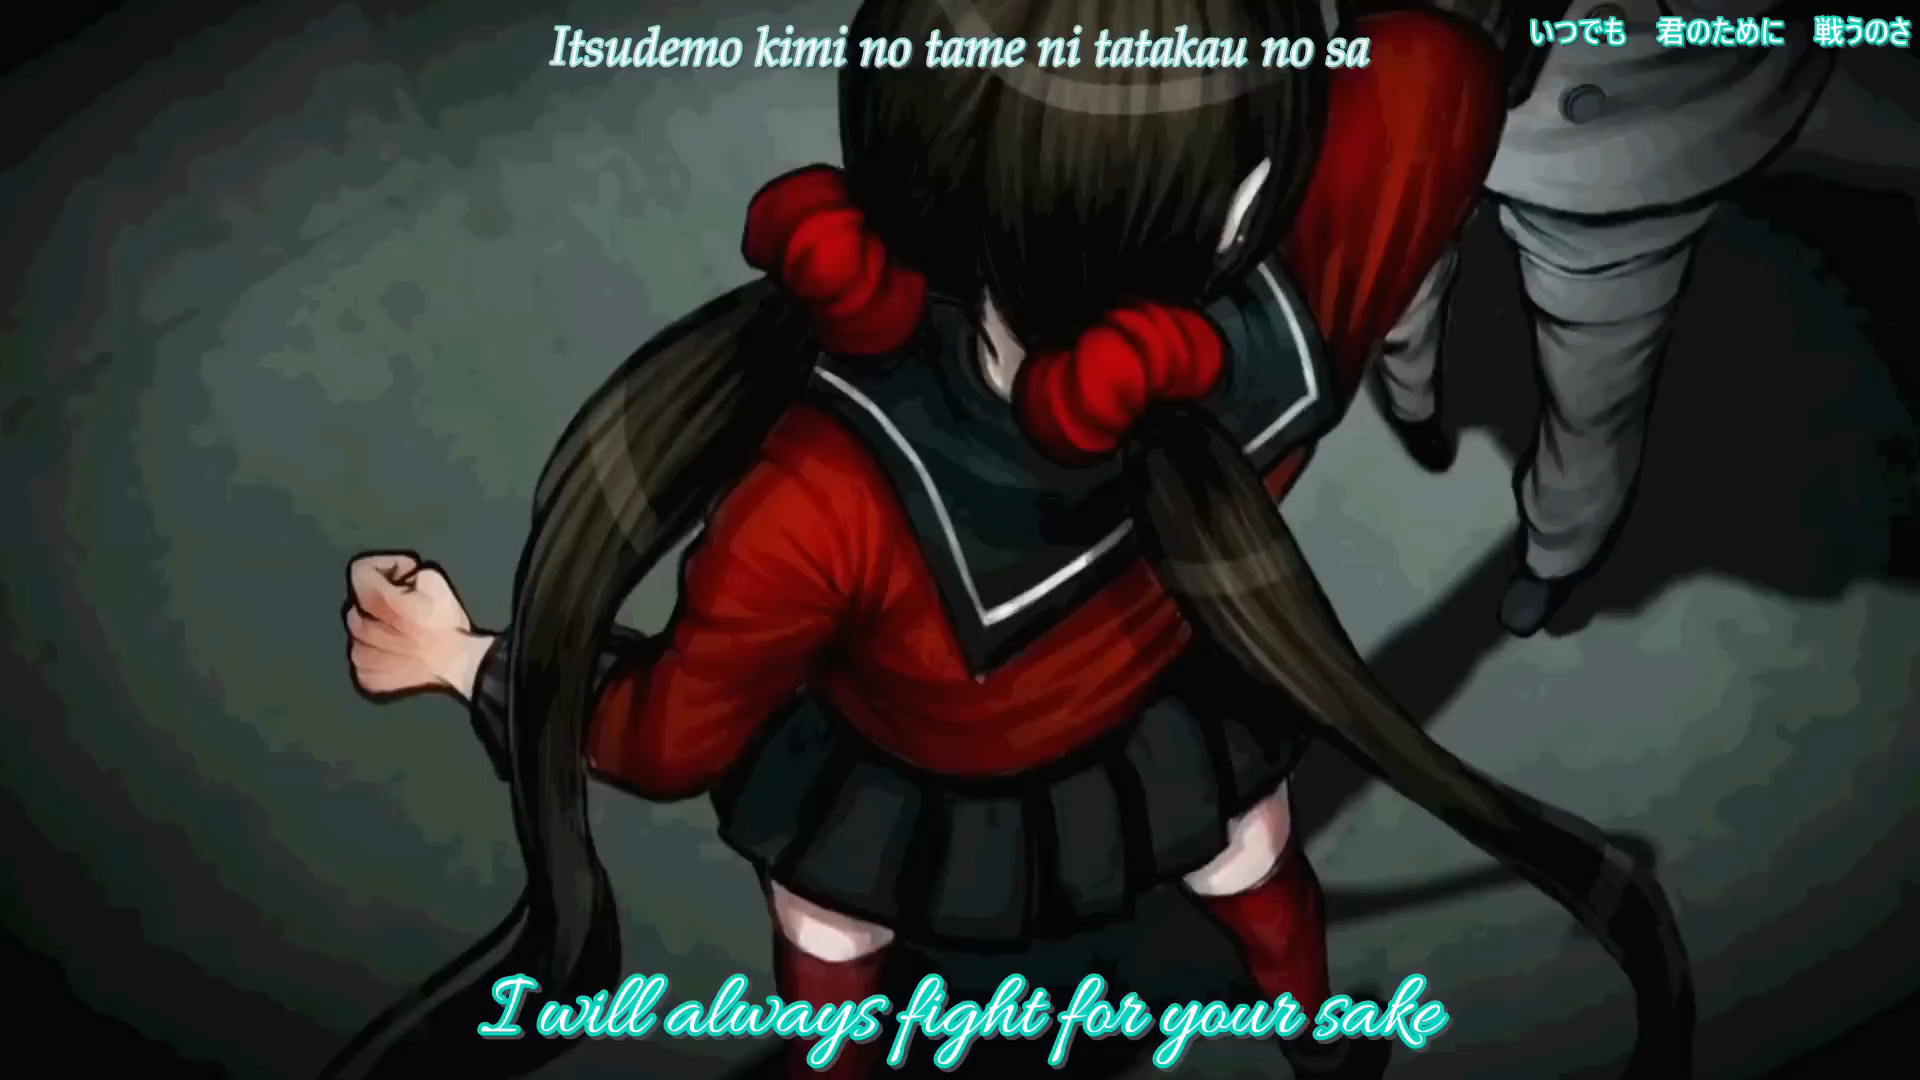 Itsudemo kimi no tame ni tatakau no sa
いつでも　君のために　戦うのさ
I will always fight for your sake